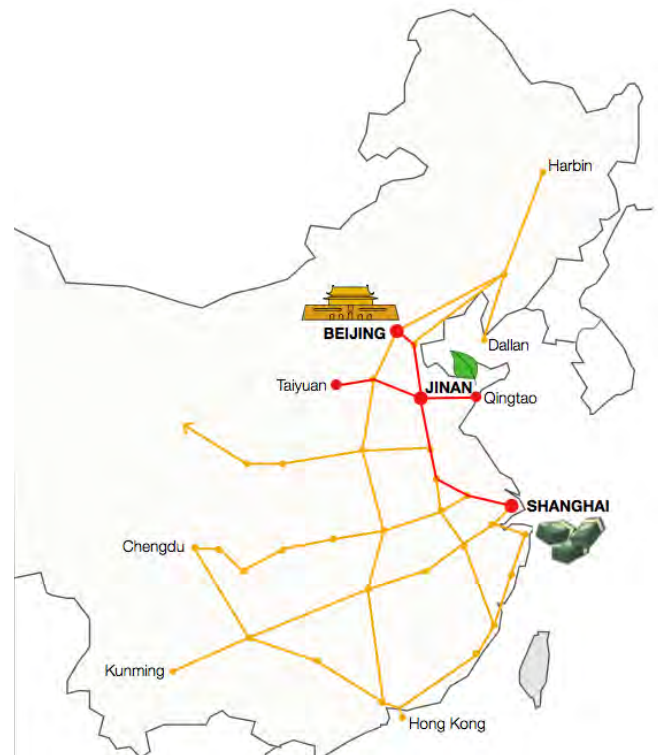 Harbin
BEIJING
Dallan
Taiyuan
JINAN
Qingtao
SHANGHAI
Chengdu
Kunming
Hong Kong